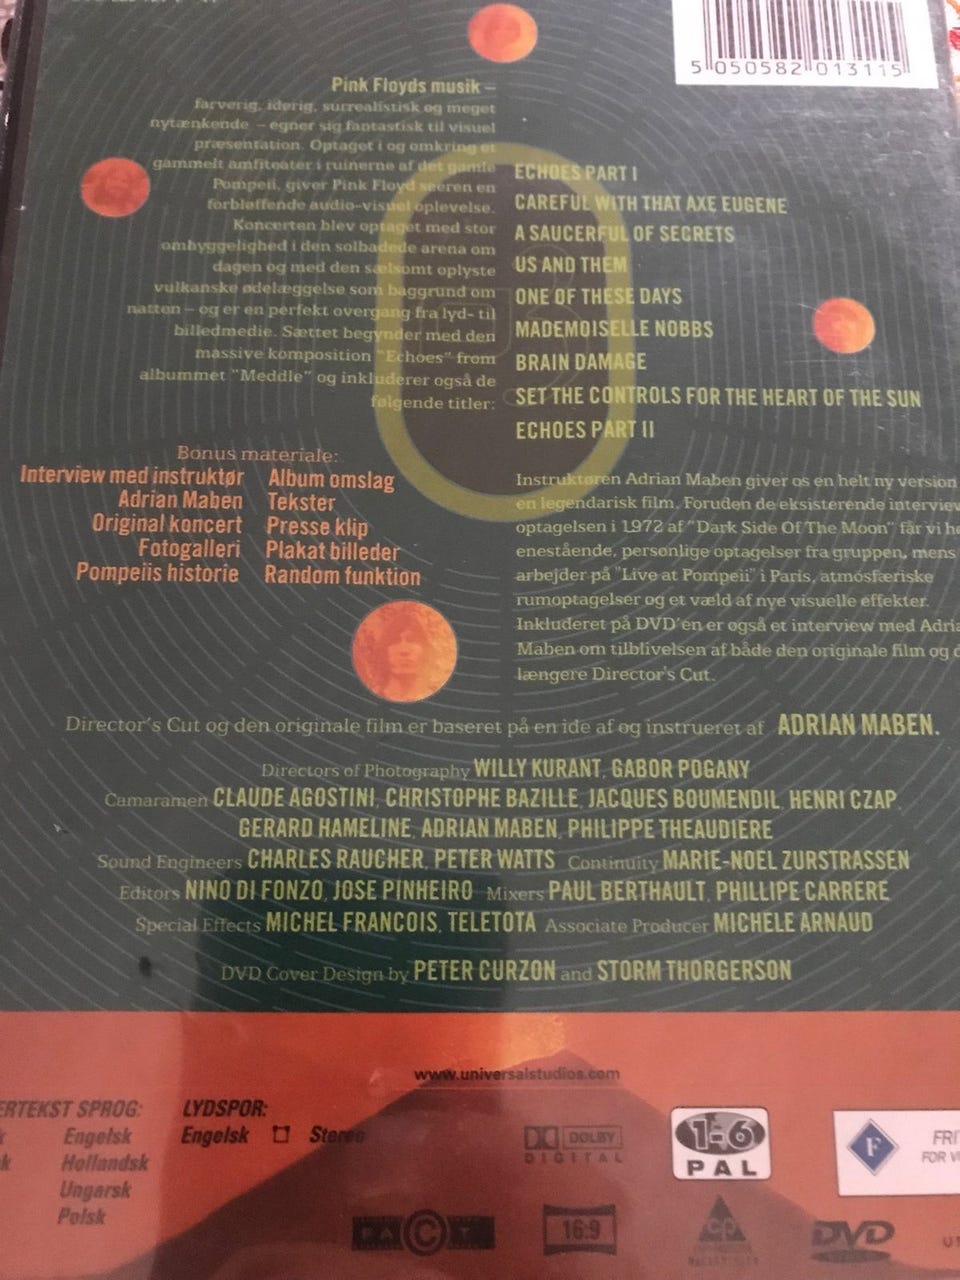 5 050582 013115
Pink Floyds musik –
farverig, iderig, surrealistisk og meget
nytænkende – egner sig fantastisk til visuel
præsentation. Optaget i og omkring et
gammelt amfiteater i ruinerne af det gamle
Pompeii, giver Pink Floyd seeren en
forbløffende audio-visuel oplevelse.
Koncerten blev optaget med stor
omhyggelighed i den solbadede arena om
dagen og med den sælsomt oplyste
vulkanske ødelæggelse som baggrund om
natten – og er en perfekt overgang fra lyd- til
billedmedie. Sættet begynder med den
massive komposition "Echoes" from
albummet "Meddle" og inkluderer også de
følgende titler:
ECHOES PART I
CAREFUL WITH THAT AXE EUGENE
A SAUCERFUL OF SECRETS
US AND THEM
ONE OF THESE DAYS
MADEMOISELLE NOBBS
BRAIN DAMAGE
SET THE CONTROLS FOR THE HEART OF THE SUN
ECHOES PART II
Bonus materiale:
Interview med instruktør
Adrian Maben
Original koncert
Fotogalleri
Pompeiis historie
Album omslag
Tekster
Presse klip
Plakat billeder
Random funktion
Instruktøren Adrian Maben giver os en helt ny version
en legendarisk film. Foruden de eksisterende interview
optagelsen i 1972 af "Dark Side Of The Moon" får vi he
enestående, personlige optagelser fra gruppen, mens
arbejder på "Live at Pompeii" i Paris, atmosfæriske
rumoptagelser og et væld af nye visuelle effekter.
Inkluderet på DVD'en er også et interview med Adria
Maben om tilblivelsen af både den originale film og d
længere Director's Cut.
Director's Cut og den originale film er baseret på en ide af og instrueret af ADRIAN MABEN.
Directors of Photography WILLY KURANT, GABOR POGANY
Camaramen CLAUDE AGOSTINI, CHRISTOPHE BAZILLE, JACQUES BOUMENDIL, HENRI CZAP,
GERARD HAMELINE, ADRIAN MABEN, PHILIPPE THEAUDIERE
Sound Engineers CHARLES RAUCHER, PETER WATTS Continuity MARIE-NOEL ZURSTRASSEN
Editors NINO DI FONZO, JOSE PINHEIRO Mixers PAUL BERTHAULT, PHILLIPE CARRERE
Special Effects MICHEL FRANCOIS, TELETOTA Associate Producer MICHELE ARNAUD
DVD Cover Design by PETER CURZON and STORM THORGERSON
www.universalstudios.com
ERTEKST SPROG:
k Engelsk
k Hollandsk
Ungarsk
Polsk
LYDSPOR:
Engelsk Stereo
DOLBY
DIGITAL
1-6
PAL
F
FRI
FOR V
FACT
16:9
DVD